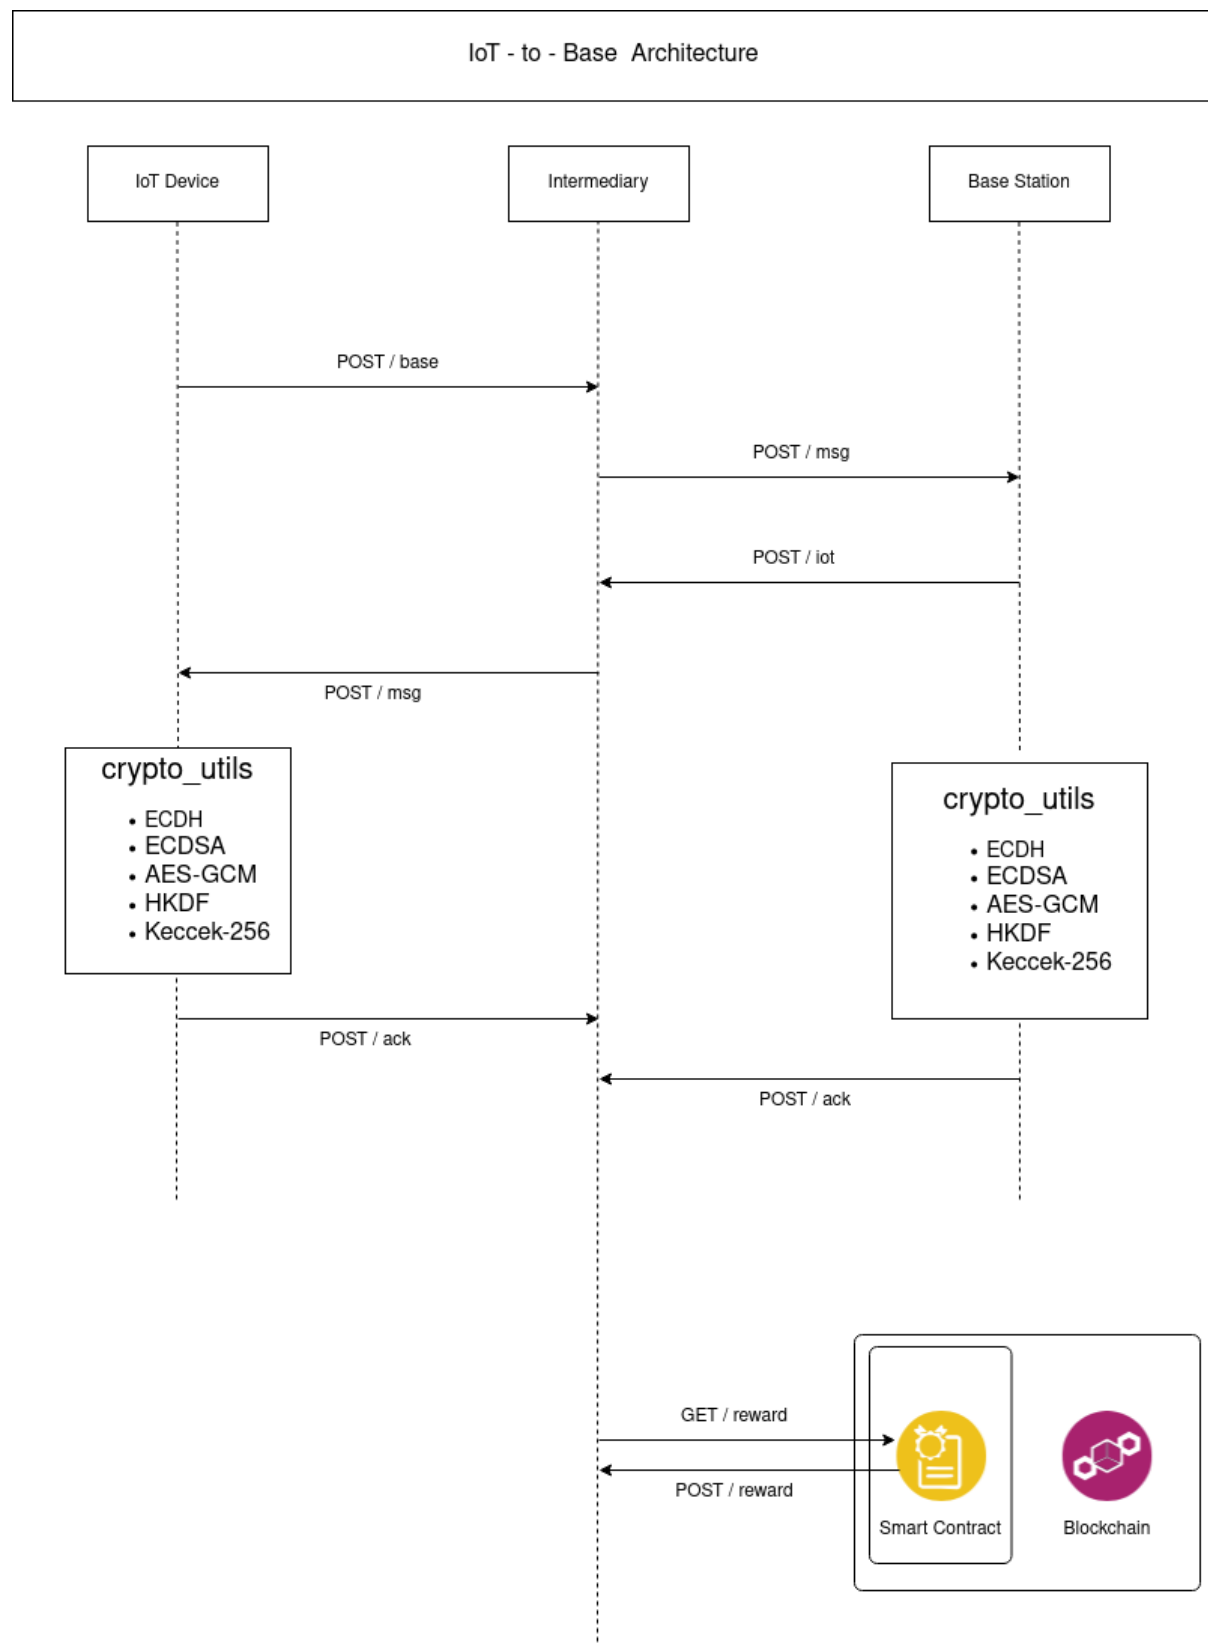 IoT - to - Base  Architecture
IoT Device
Intermediary
Base Station
POST / base
POST / msg
POST / iot
POST / msg
crypto_utils
• ECDH
• ECDSA
• AES-GCM
• HKDF
• Keccek-256
crypto_utils
• ECDH
• ECDSA
• AES-GCM
• HKDF
• Keccek-256
POST / ack
POST / ack
GET / reward
POST / reward
Smart Contract
Blockchain